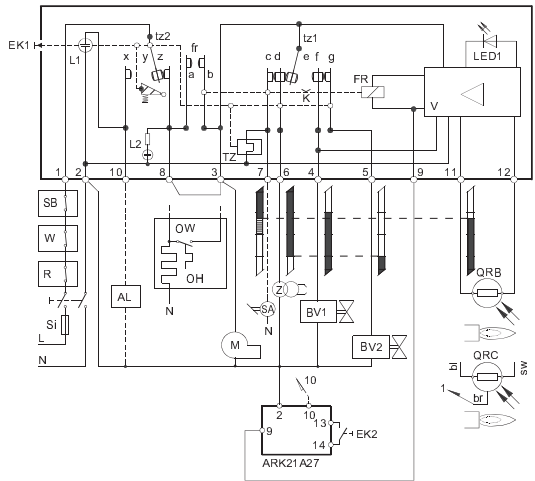 tz2
tz1
EK1
L1
x
y
z
fr
a
b
c d
e
f
g
LED1
FR
K
V
L2
TZ
1
2
10
8
3
7
6
4
5
9
11
12
SB
W
R
Si
L
N
AL
OW
OH
N
M
Z
SA
N
BV1
BV2
QRB
QRC
bl
sw
1
br
10
2
10
9
13
14
EK2
ARK21A27